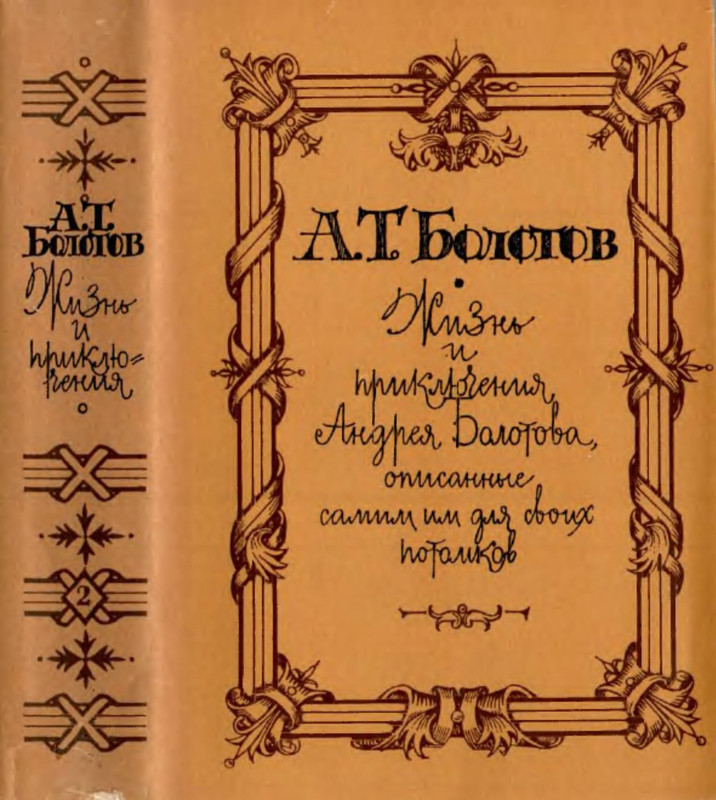 А.Т.
Болотов
Жизнь
и
приклю=
чения
2
А.Т. Болотов
Жизнь
и
приключения
Андрея Болотова,
описанные
самим им для своих
потомков